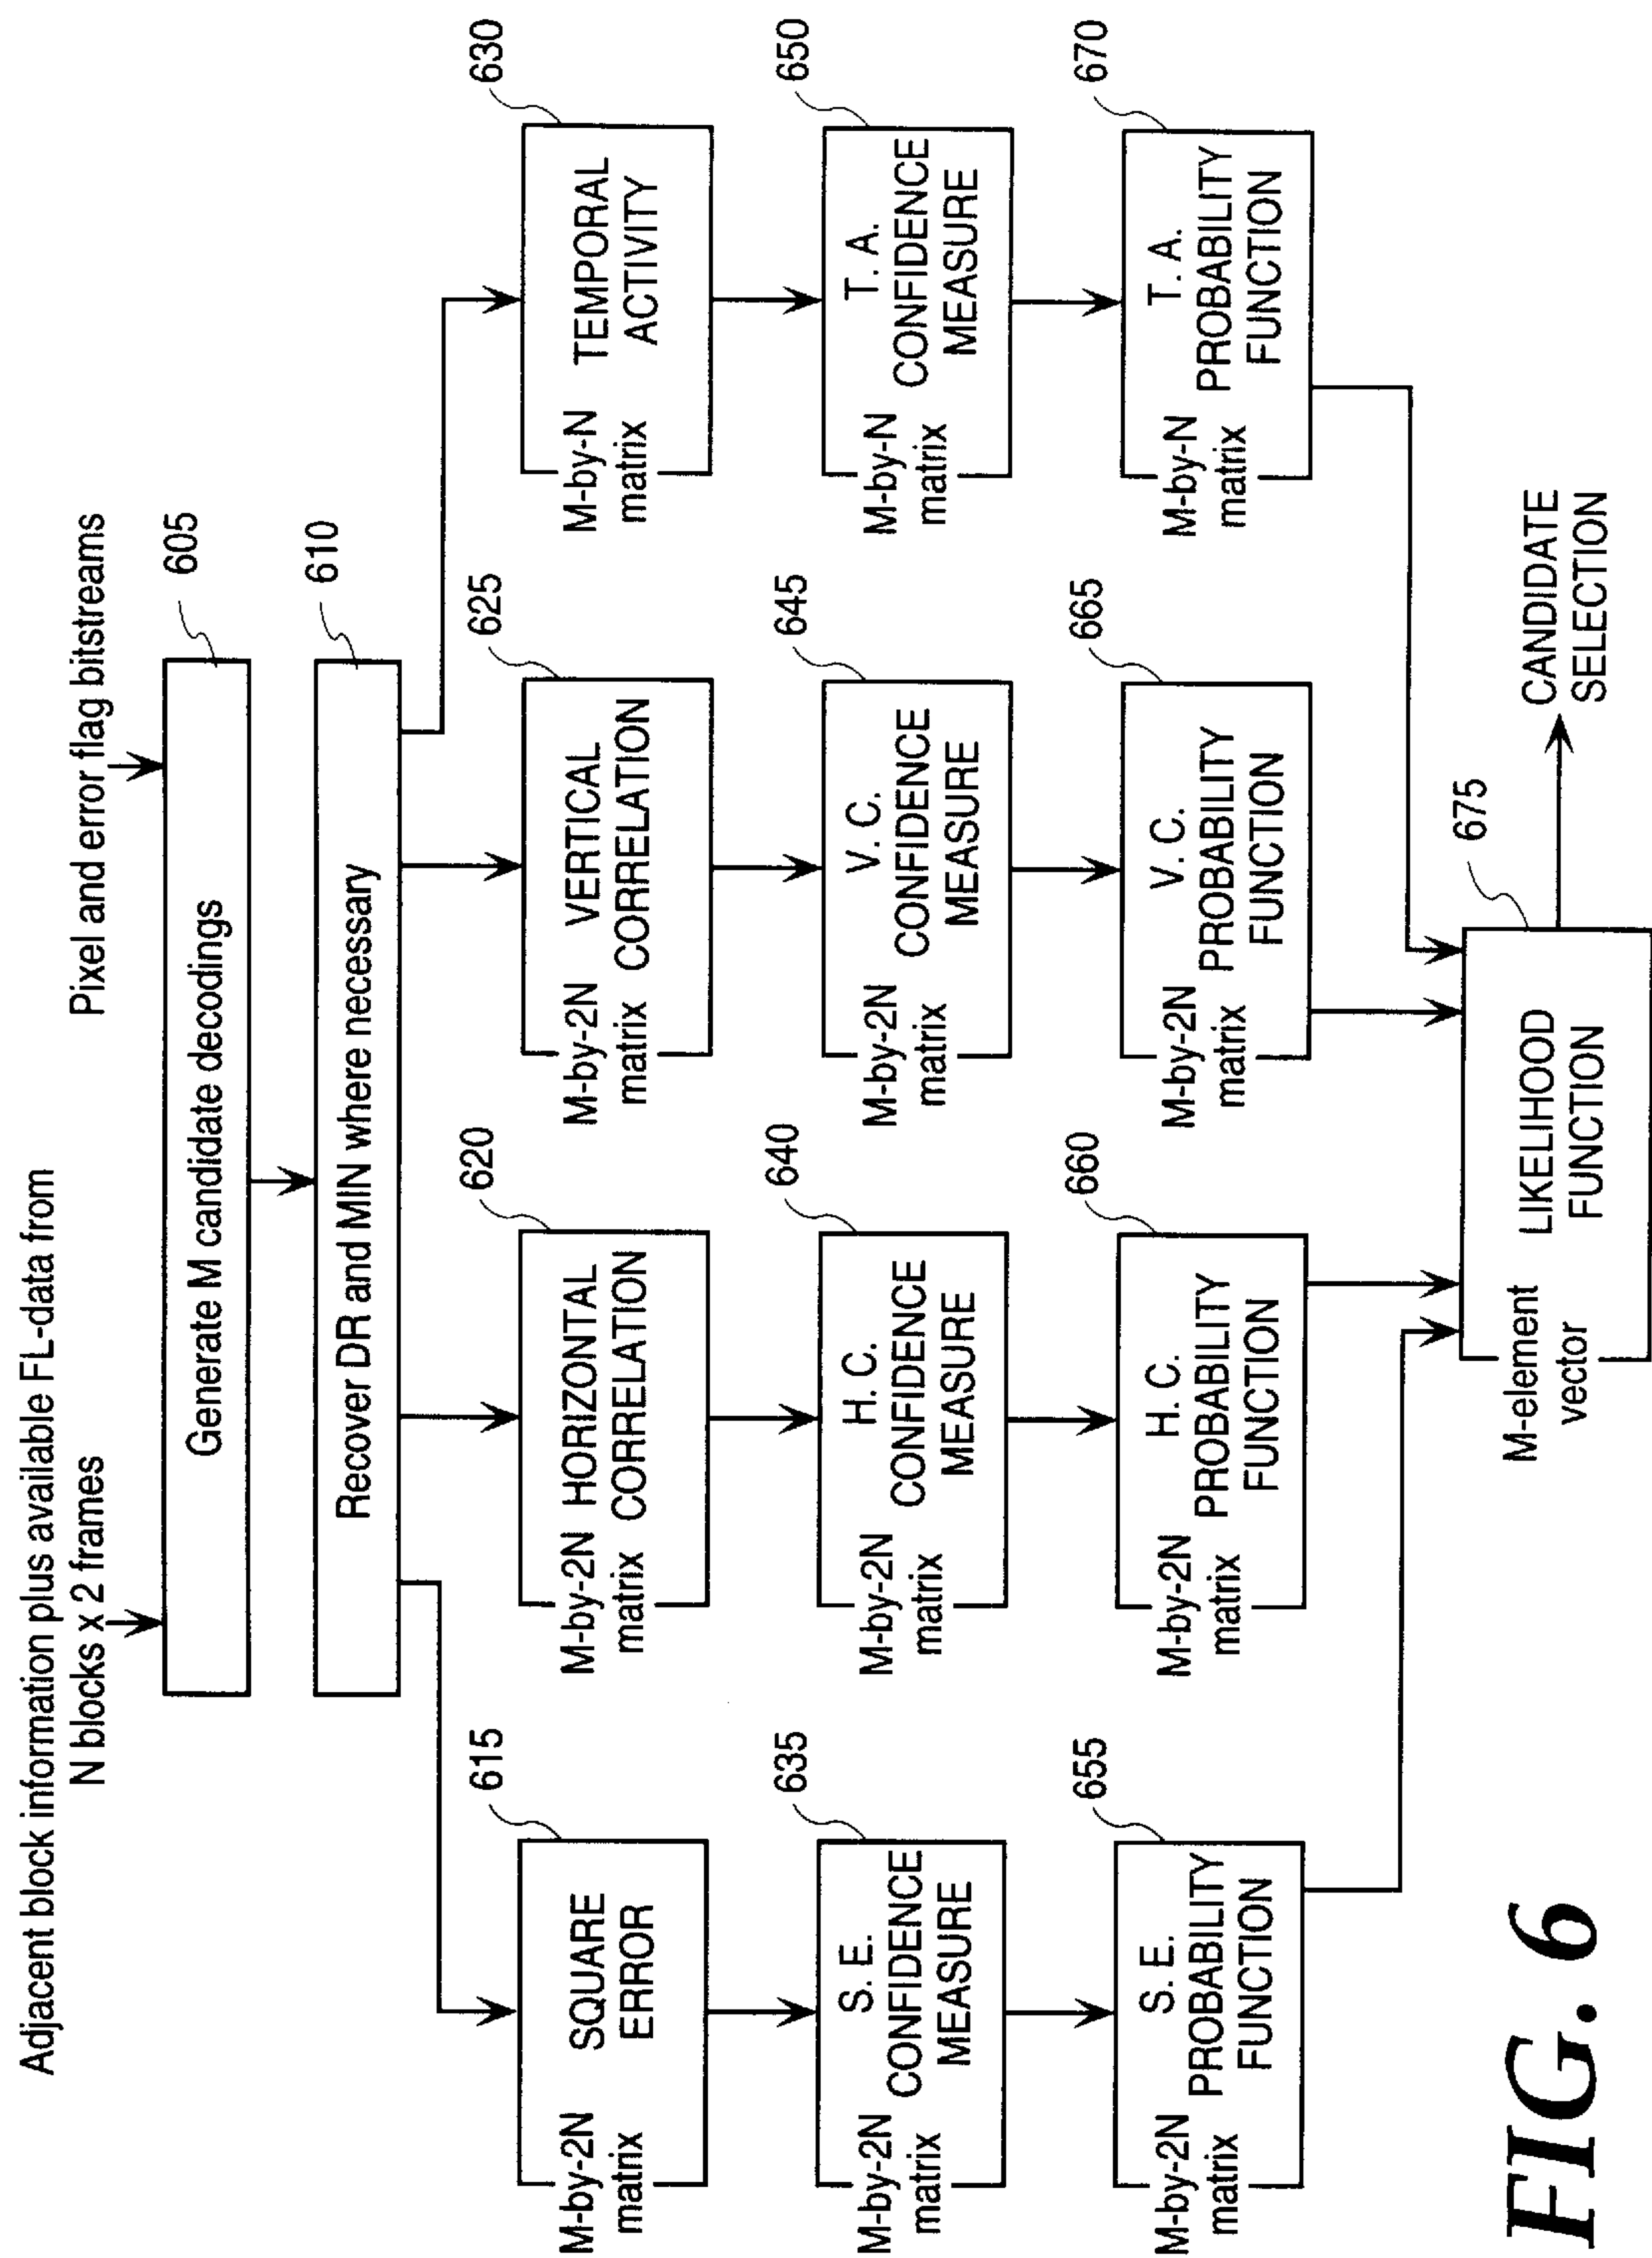 Adjacent block information plus available FL-data from
N blocks x 2 frames
Pixel and error flag bitstreams
605
Generate M candidate decodings
610
Recover DR and MIN where necessary
615
M-by-2N
matrix
SQUARE
ERROR
620
M-by-2N
matrix
HORIZONTAL
CORRELATION
625
M-by-2N
matrix
VERTICAL
CORRELATION
630
M-by-N
matrix
TEMPORAL
ACTIVITY
635
M-by-2N
matrix
S. E.
CONFIDENCE
MEASURE
640
M-by-2N
matrix
H. C.
CONFIDENCE
MEASURE
645
M-by-2N
matrix
V. C.
CONFIDENCE
MEASURE
650
M-by-N
matrix
T. A.
CONFIDENCE
MEASURE
655
M-by-2N
matrix
S. E.
PROBABILITY
FUNCTION
660
M-by-2N
matrix
H. C.
PROBABILITY
FUNCTION
665
M-by-2N
matrix
V. C.
PROBABILITY
FUNCTION
670
M-by-N
matrix
T. A.
PROBABILITY
FUNCTION
675
M-element
vector
LIKELIHOOD
FUNCTION
CANDIDATE
SELECTION
FIG. 6